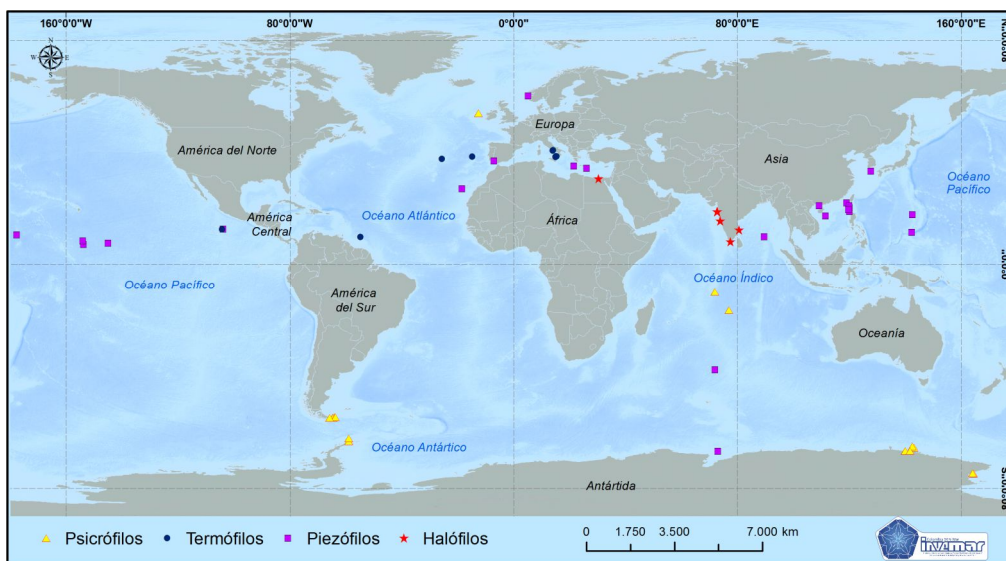 160°0'0"W
80°0'0"W
0°0'0"
80°0'0"E
160°0'0"E
N
W
E
S
Europa
América del Norte
Asia
Océano
Pacífico
América
Central
Océano Atlántico
África
Océano Pacífico
América
del Sur
Océano Índico
Oceanía
Océano Antártico
Antártida
Psicrófilos
Termófilos
Piezófilos
Halófilos
0
1.750
3.500
7.000 km
invemar